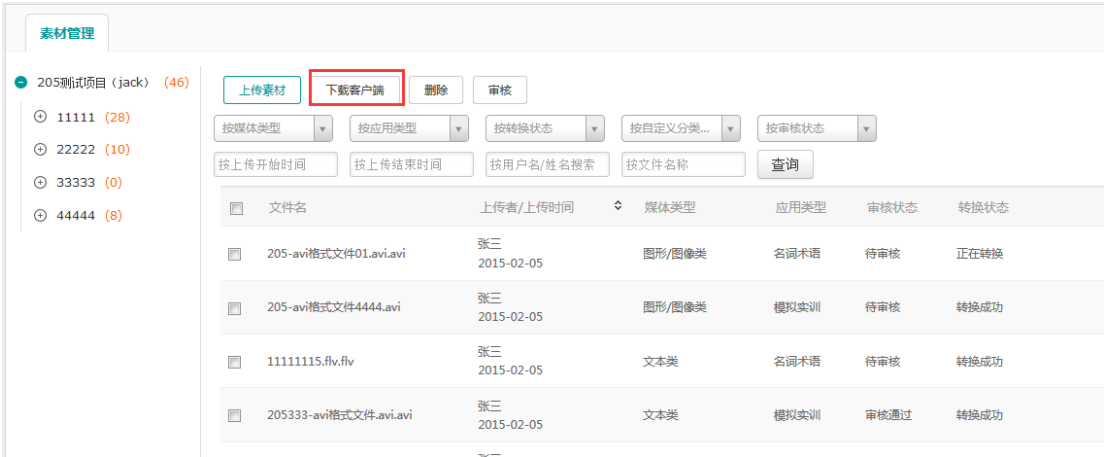 素材管理
205测试项目（jack） (46)
11111 (28)
22222 (10)
33333 (0)
44444 (8)
上传素材 下载客户端 删除 审核
按媒体类型 按应用类型 按转换状态 按自定义分类... 按审核状态
按上传开始时间 按上传结束时间 按用户名/姓名搜索 按文件名称 查询
文件名 上传者/上传时间 媒体类型 应用类型 审核状态 转换状态
205-avi格式文件01.avi.avi 张三 2015-02-05 图形/图像类 名词术语 待审核 正在转换
205-avi格式文件4444.avi 张三 2015-02-05 图形/图像类 模拟实训 待审核 转换成功
11111115.flv.flv 张三 2015-02-05 文本类 名词术语 待审核 转换成功
205333-avi格式文件.avi.avi 张三 2015-02-05 文本类 模拟实训 审核通过 转换成功